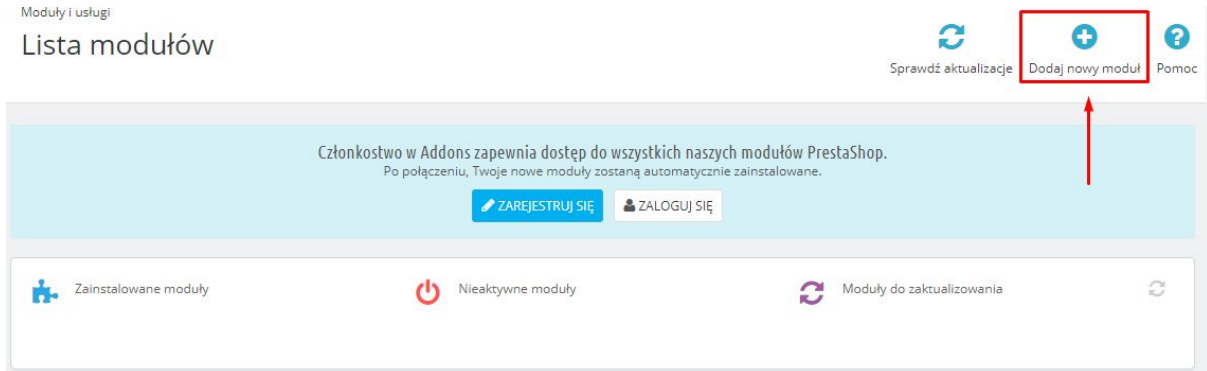 Moduły i usługi
Lista modułów
Sprawdź aktualizacje
Dodaj nowy moduł
Pomoc
Członkostwo w Addons zapewnia dostęp do wszystkich naszych modułów PrestaShop.
Po połączeniu, Twoje nowe moduły zostaną automatycznie zainstalowane.
ZAREJESTRUJ SIĘ
ZALOGUJ SIĘ
Zainstalowane moduły
Nieaktywne moduły
Moduły do zaktualizowania